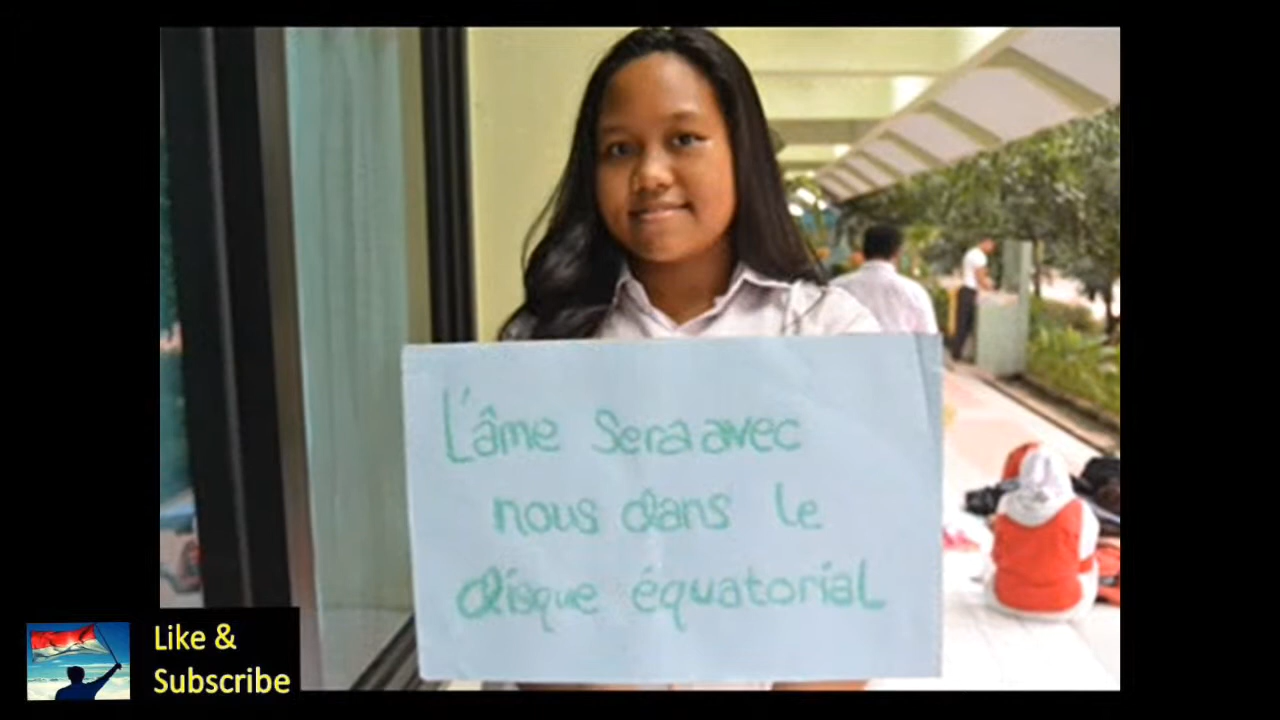 L'âme Sera avec
nous dans le
disque équatorial
Like &
Subscribe